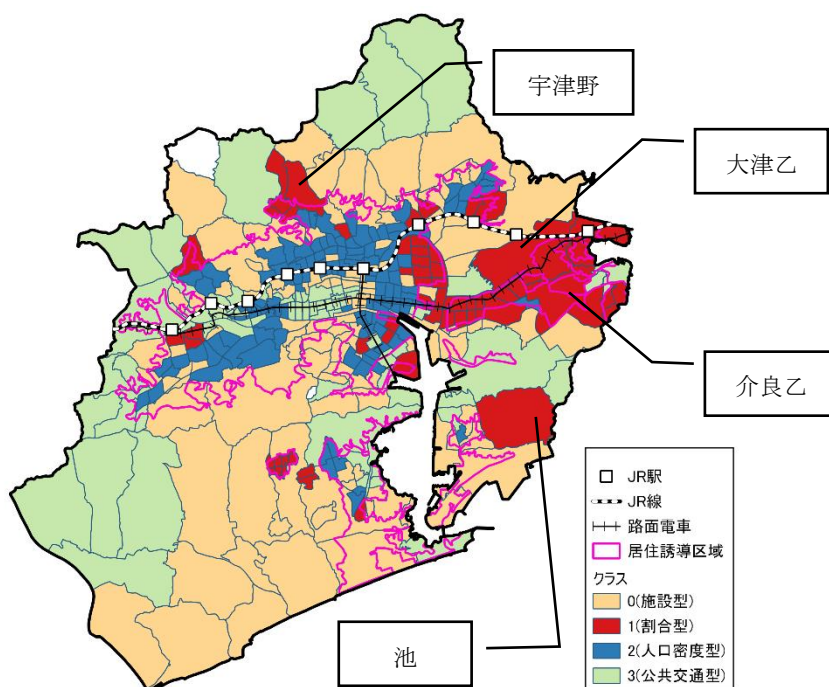 宇津野
大津乙
介良乙
池
JR駅
JR線
路面電車
居住誘導区域
クラス
0(施設型)
1(割合型)
2(人口密度型)
3(公共交通型)